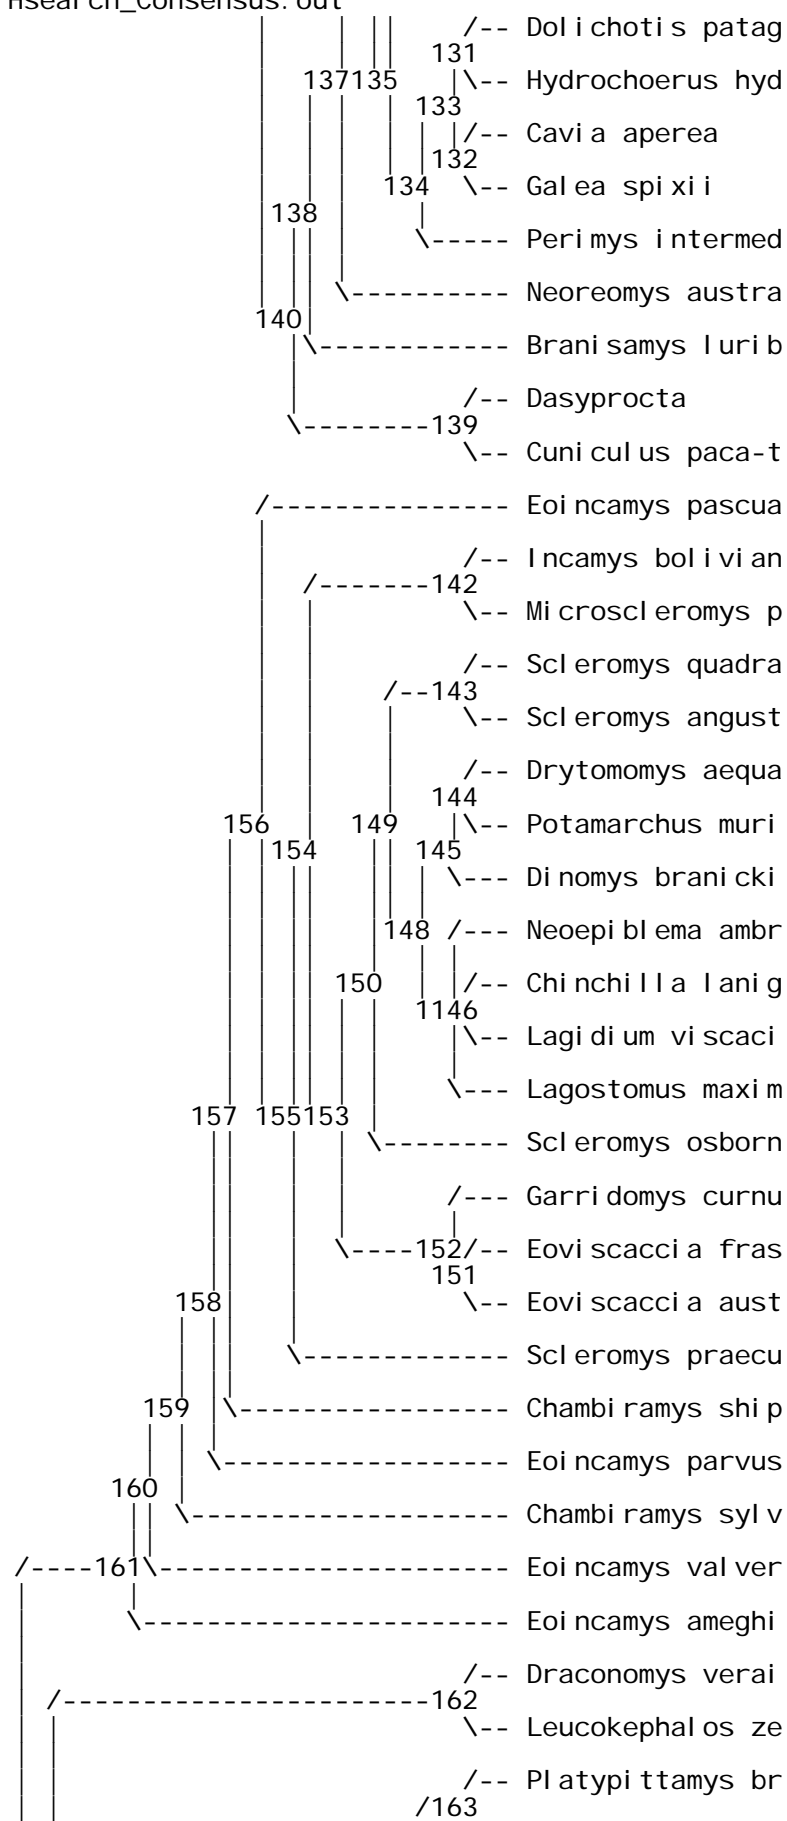 Hsearch_Consensus.out
/-- Dolichotis patag
131
137135 |\-- Hydrochoerus hyd
133
|/-- Cavia aperea
132
134 \-- Galea spixii
138
\----- Perimys intermed
\---------- Neoreomys austra
140
\------------ Branisamys lurib
/-- Dasyprocta
\--------139
\-- Cuniculus paca-t
/--------------- Eoincamys pascua
/-- Incamys bolivian
/-------142
\-- Microscleromys p
/-- Scleromys quadra
/--143
\-- Scleromys angust
/-- Drytomomys aequa
144
156 149 |\-- Potamarchus muri
154 145
\--- Dinomys branicki
148 /--- Neoepiblema ambr
150 |/-- Chinchilla lanig
1146
|\-- Lagidium viscaci
\--- Lagostomus maxim
157 155153
\-------- Scleromys osborn
/--- Garridomys curnu
\----152/-- Eoviscaccia fras
151
158 \-- Eoviscaccia aust
\------------- Scleromys praecu
159 \----------------- Chambiramys ship
\------------------ Eoincamys parvus
160
\-------------------- Chambiramys sylv
/----161\---------------------- Eoincamys valver
\----------------------- Eoincamys ameghi
/-- Draconomys verai
/-----------------------162
\-- Leucokephalos ze
/-- Platypittamys br
/163